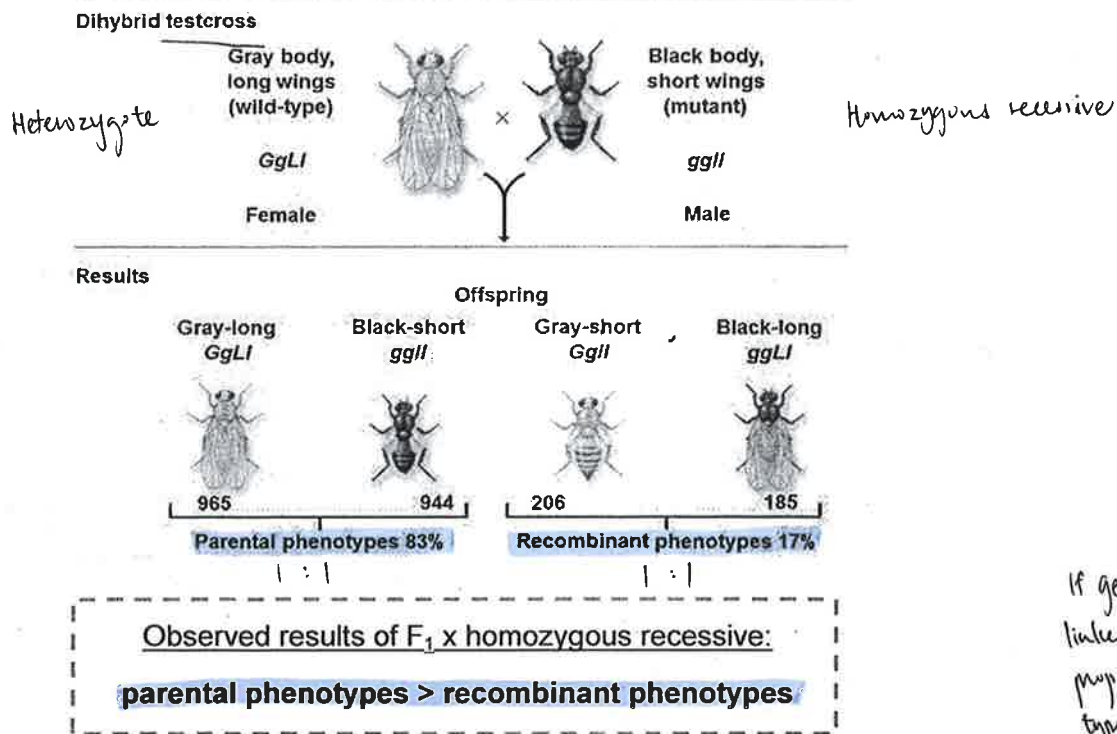 Dihybrid testcross
Gray body,
long wings
(wild-type)
Black body,
short wings
(mutant)
Heterozygote
×
Homozygous recessive
GgLl
ggll
Female
Male
Results
Offspring
Gray-long
GgLl
Black-short
ggll
Gray-short
Ggll
Black-long
ggLl
965
944
206
185
Parental phenotypes 83%
Recombinant phenotypes 17%
1 : 1
1 : 1
Observed results of F₁ x homozygous recessive:
parental phenotypes > recombinant phenotypes
If